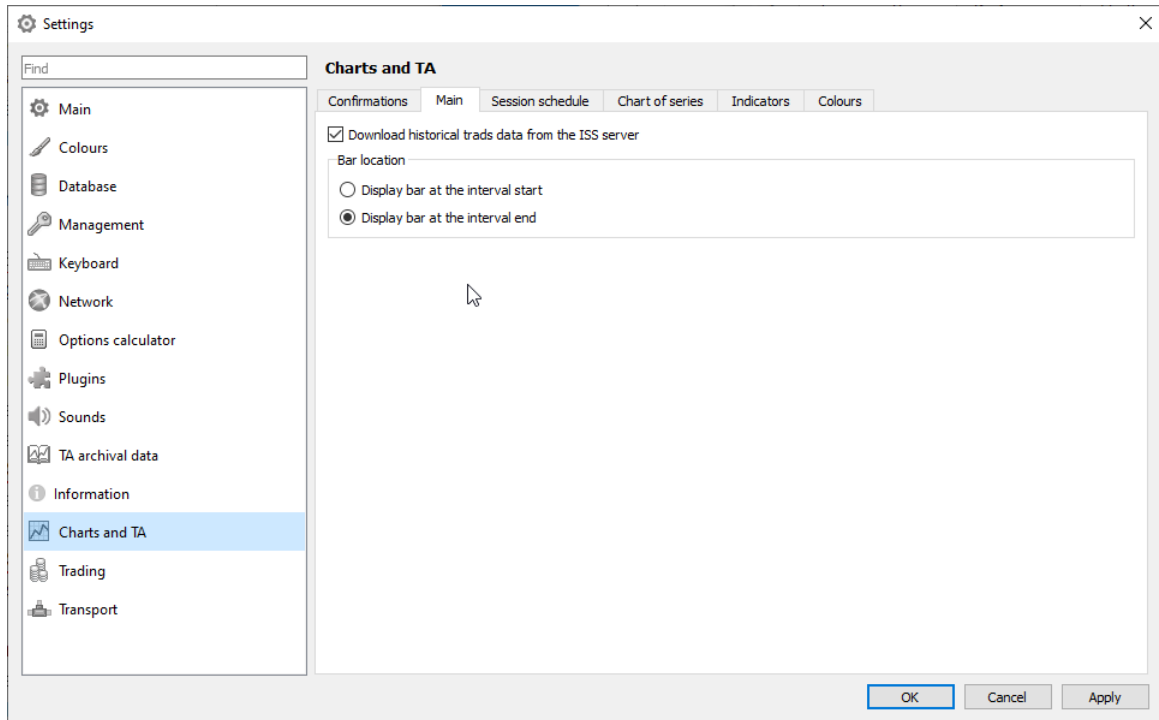 Settings
Find
Main
Colours
Database
Management
Keyboard
Network
Options calculator
Plugins
Sounds
TA archival data
Information
Charts and TA
Trading
Transport
Charts and TA
Confirmations Main Session schedule Chart of series Indicators Colours
Download historical trads data from the ISS server
Bar location
Display bar at the interval start
Display bar at the interval end
OK Cancel Apply